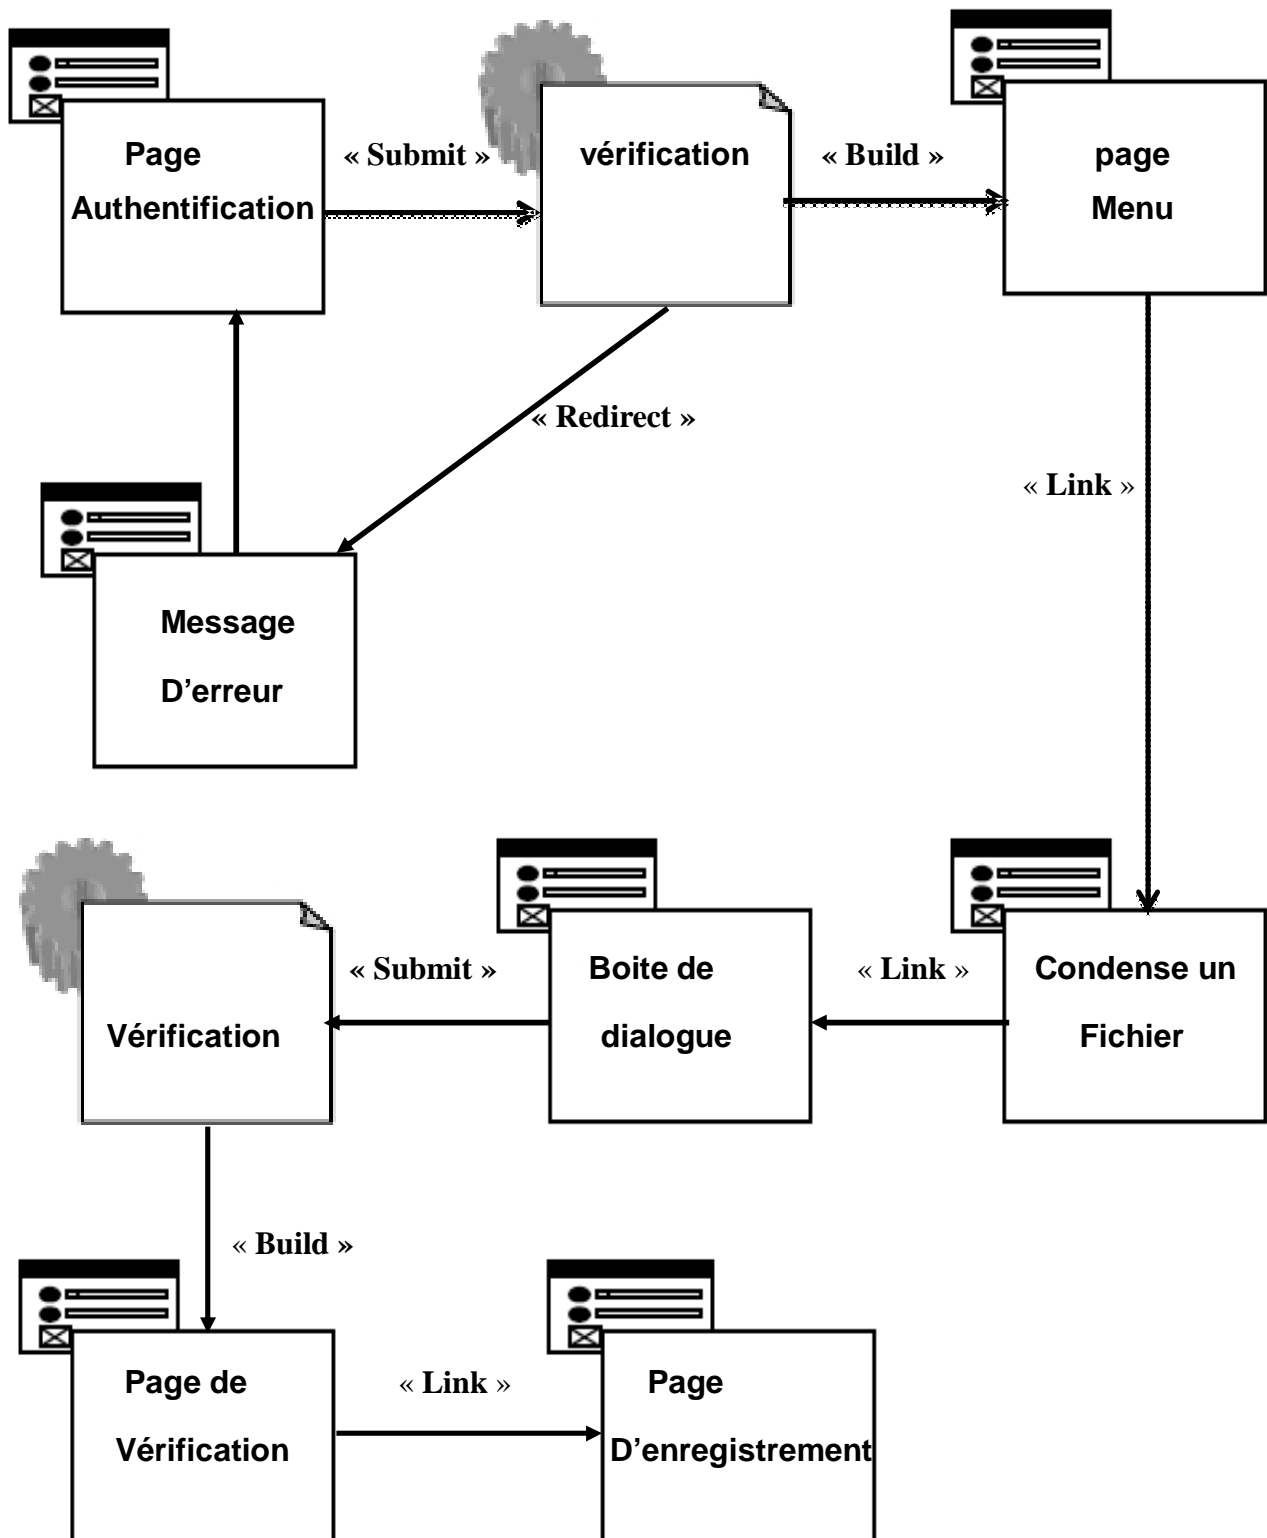 Page
Authentification
« Submit »
vérification
« Build »
page
Menu
« Redirect »
« Link »
Message
D’erreur
Vérification
« Submit »
Boite de
dialogue
« Link »
Condense un
Fichier
« Build »
Page de
Vérification
« Link »
Page
D’enregistrement